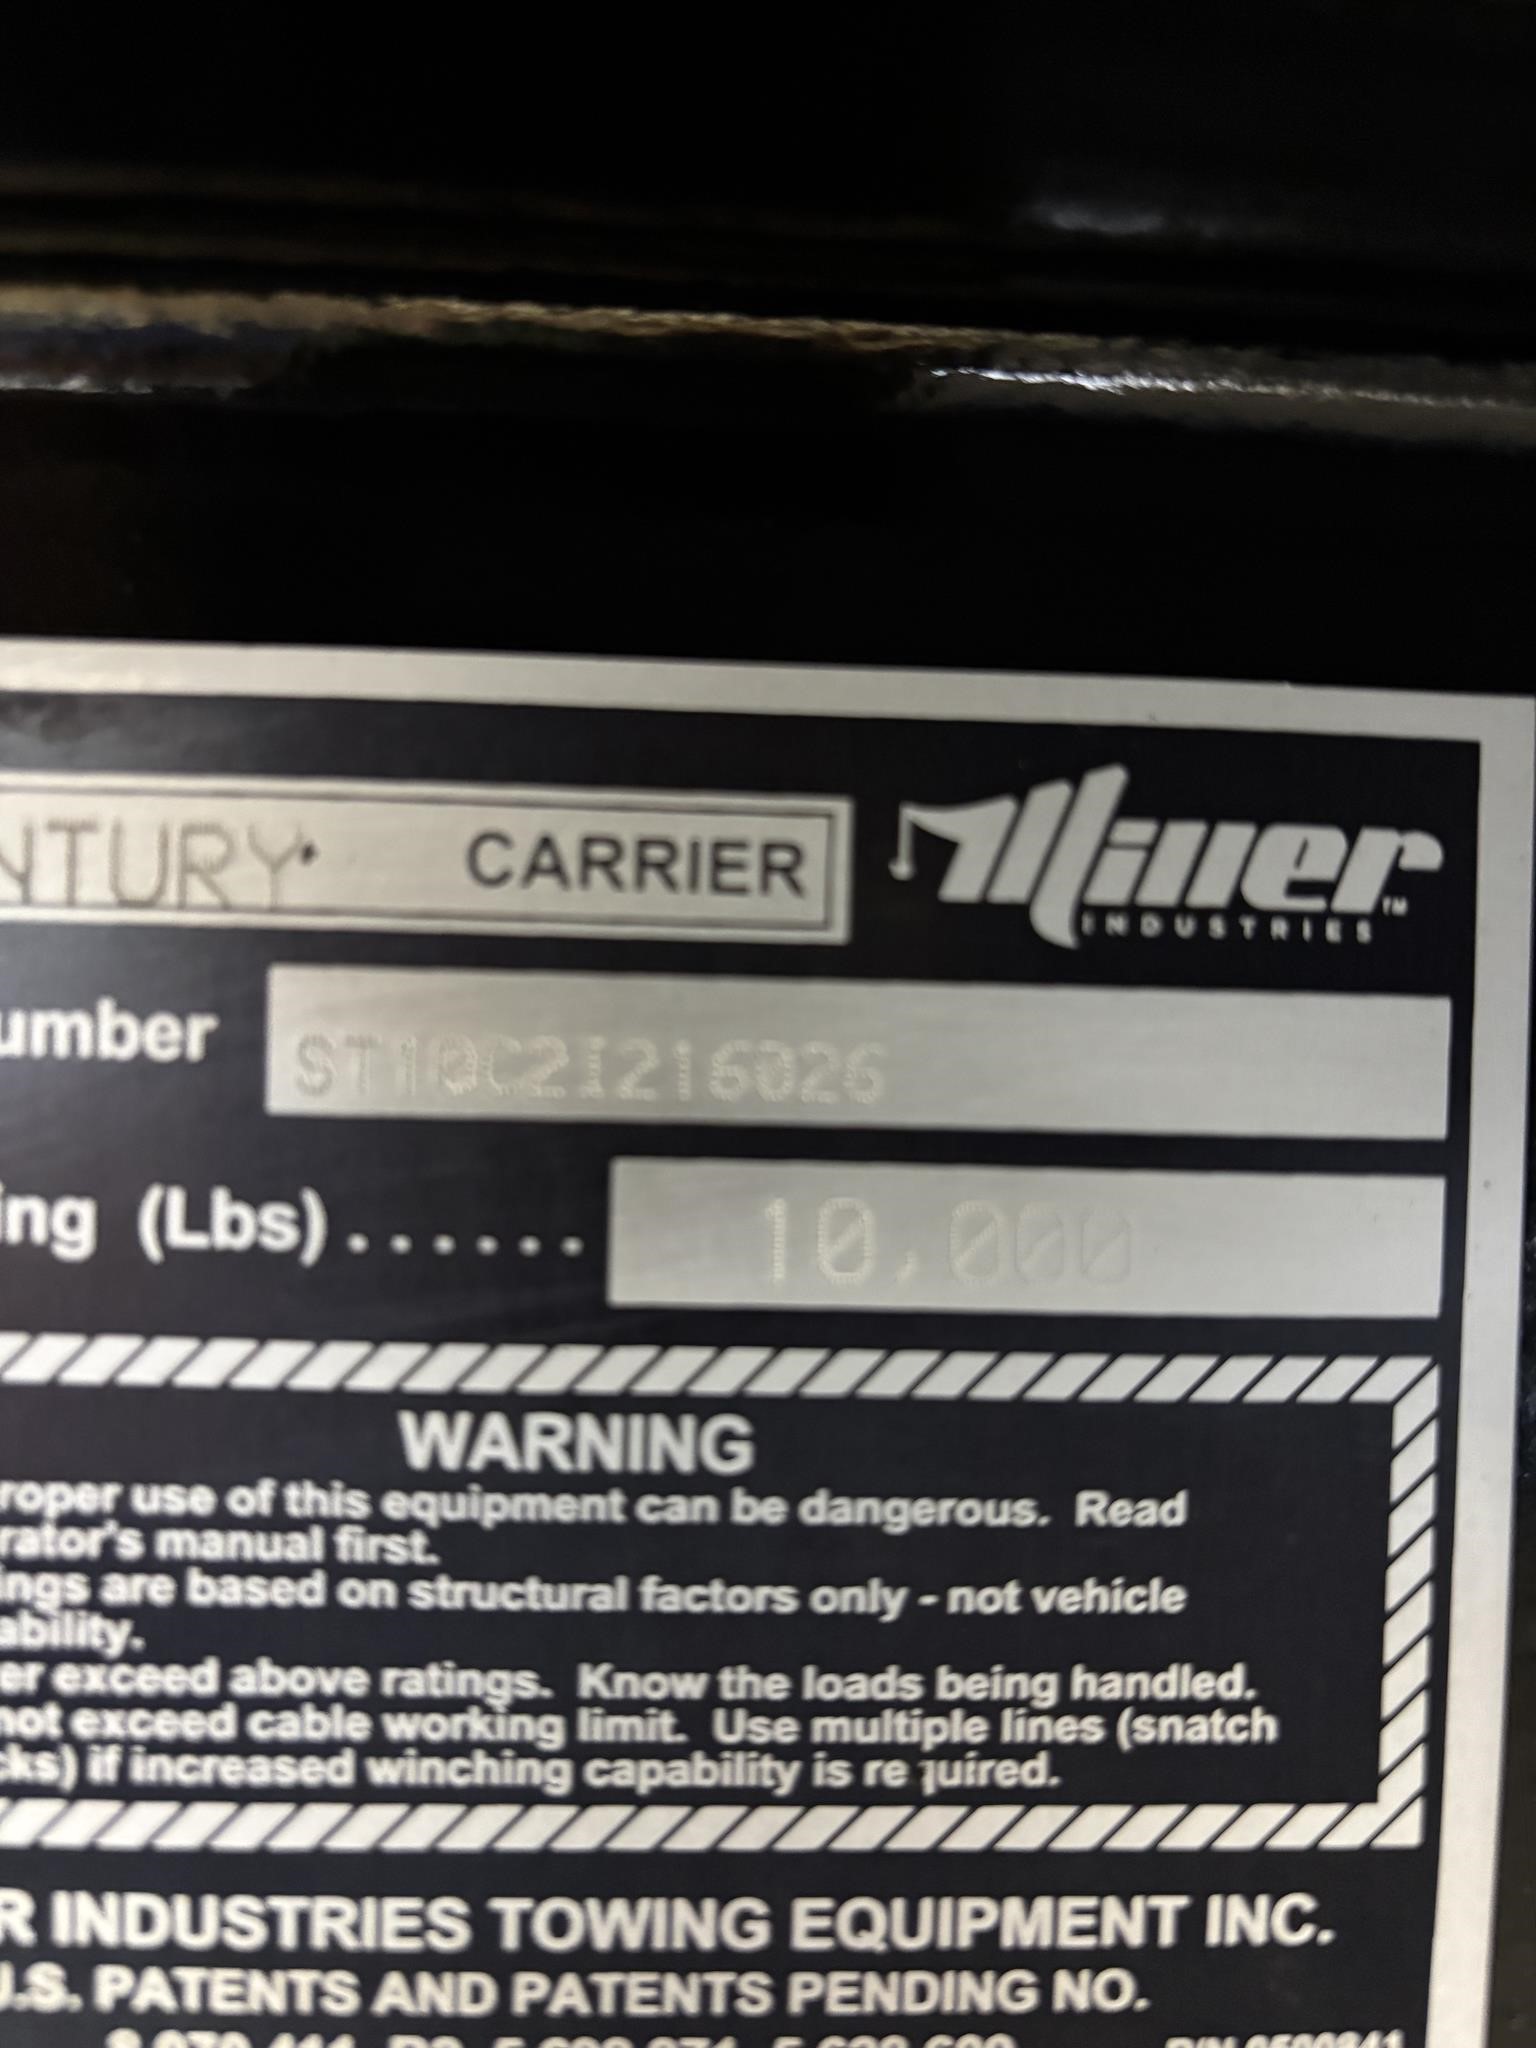 NTURY CARRIER Miller™
INDUSTRIES
umber
ing (Lbs)...... 10,000
WARNING
roper use of this equipment can be dangerous. Read
rator's manual first.
ings are based on structural factors only - not vehicle
ability.
er exceed above ratings. Know the loads being handled.
not exceed cable working limit. Use multiple lines (snatch
cks) if increased winching capability is required.
R INDUSTRIES TOWING EQUIPMENT INC.
U.S. PATENTS AND PATENTS PENDING NO.